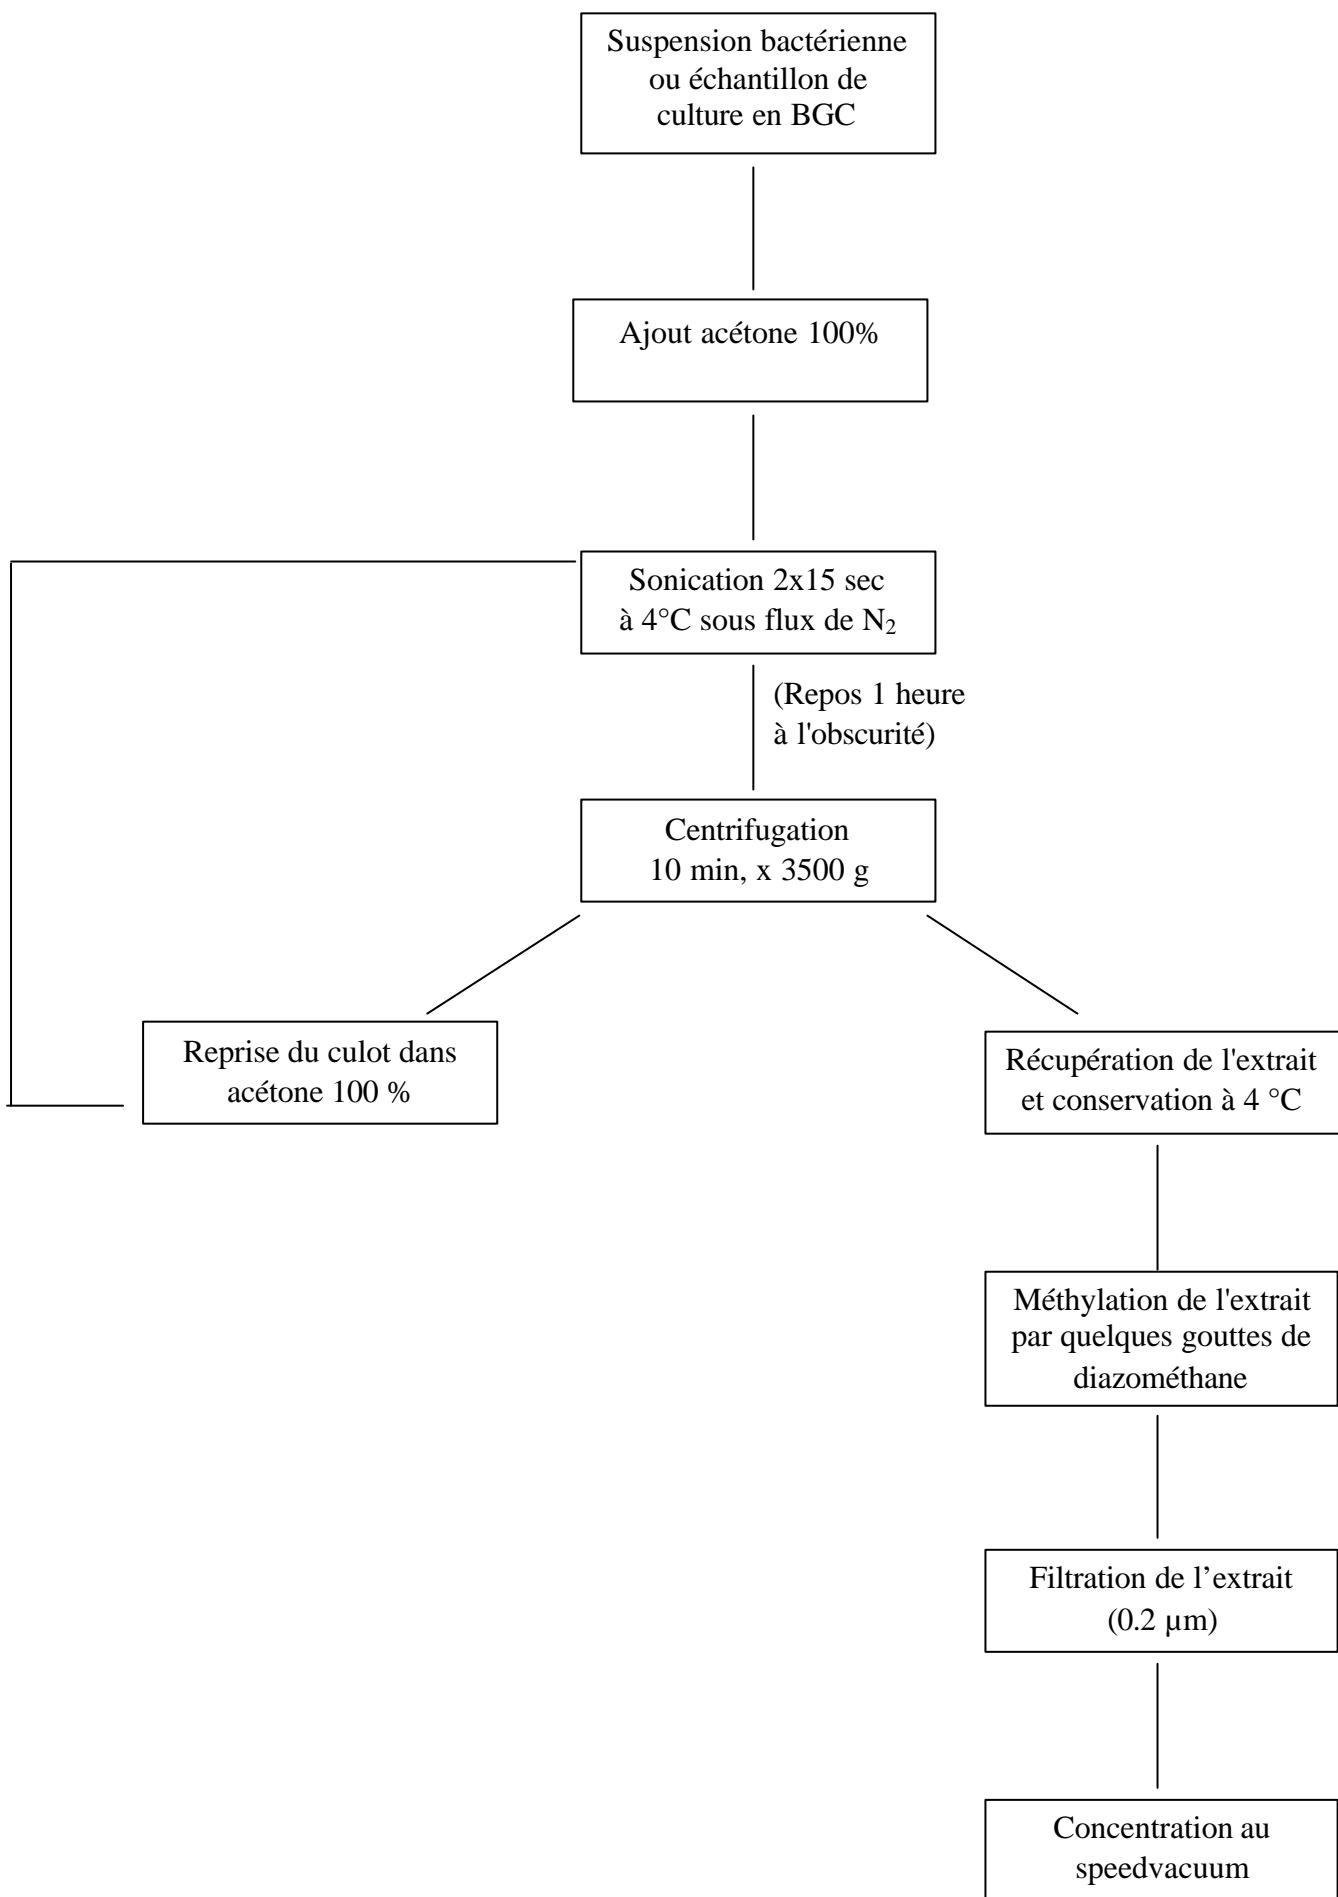 Suspension bactérienne
ou échantillon de
culture en BGC
Ajout acétone 100%
Sonication 2x15 sec
à 4°C sous flux de N₂
(Repos 1 heure
à l'obscurité)
Centrifugation
10 min, x 3500 g
Reprise du culot dans
acétone 100 %
Récupération de l'extrait
et conservation à 4 °C
Méthylation de l'extrait
par quelques gouttes de
diazométhane
Filtration de l’extrait
(0.2 µm)
Concentration au
speedvacuum